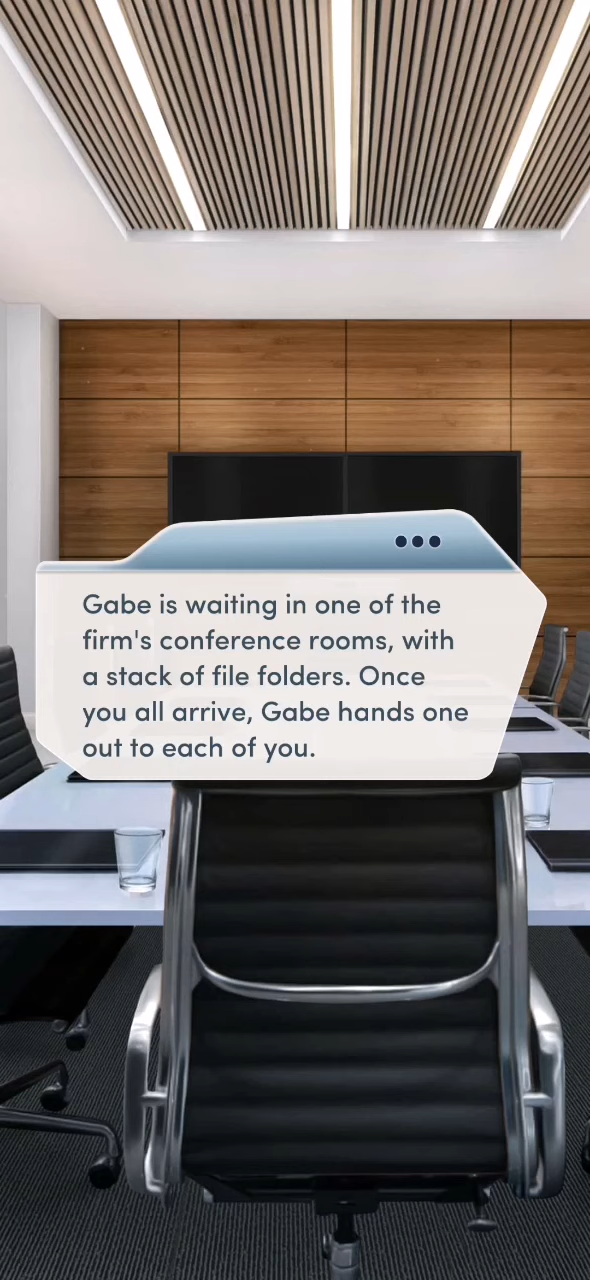 Gabe is waiting in one of the
firm's conference rooms, with
a stack of file folders. Once
you all arrive, Gabe hands one
out to each of you.